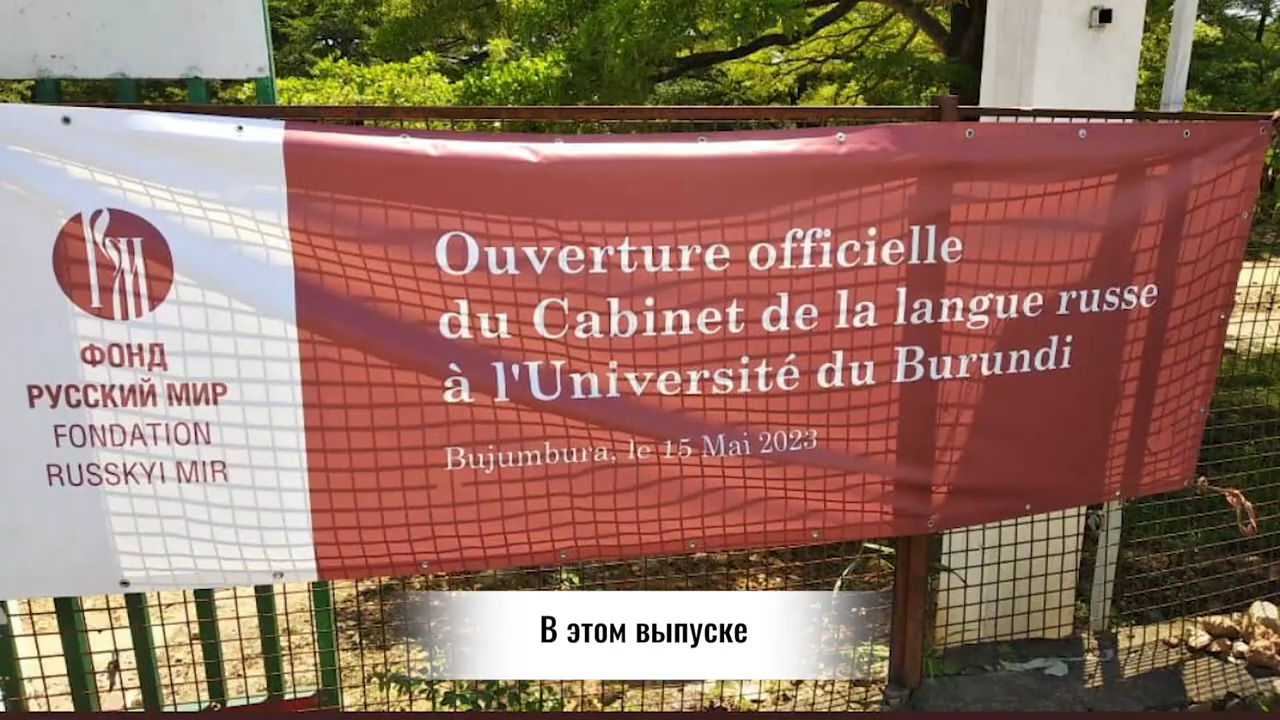 ФОНД
РУССКИЙ МИР
FONDATION
RUSSKYI MIR
Ouverture officielle
du Cabinet de la langue russe
à l'Université du Burundi
Bujumbura, le 15 Mai 2023
В этом выпуске